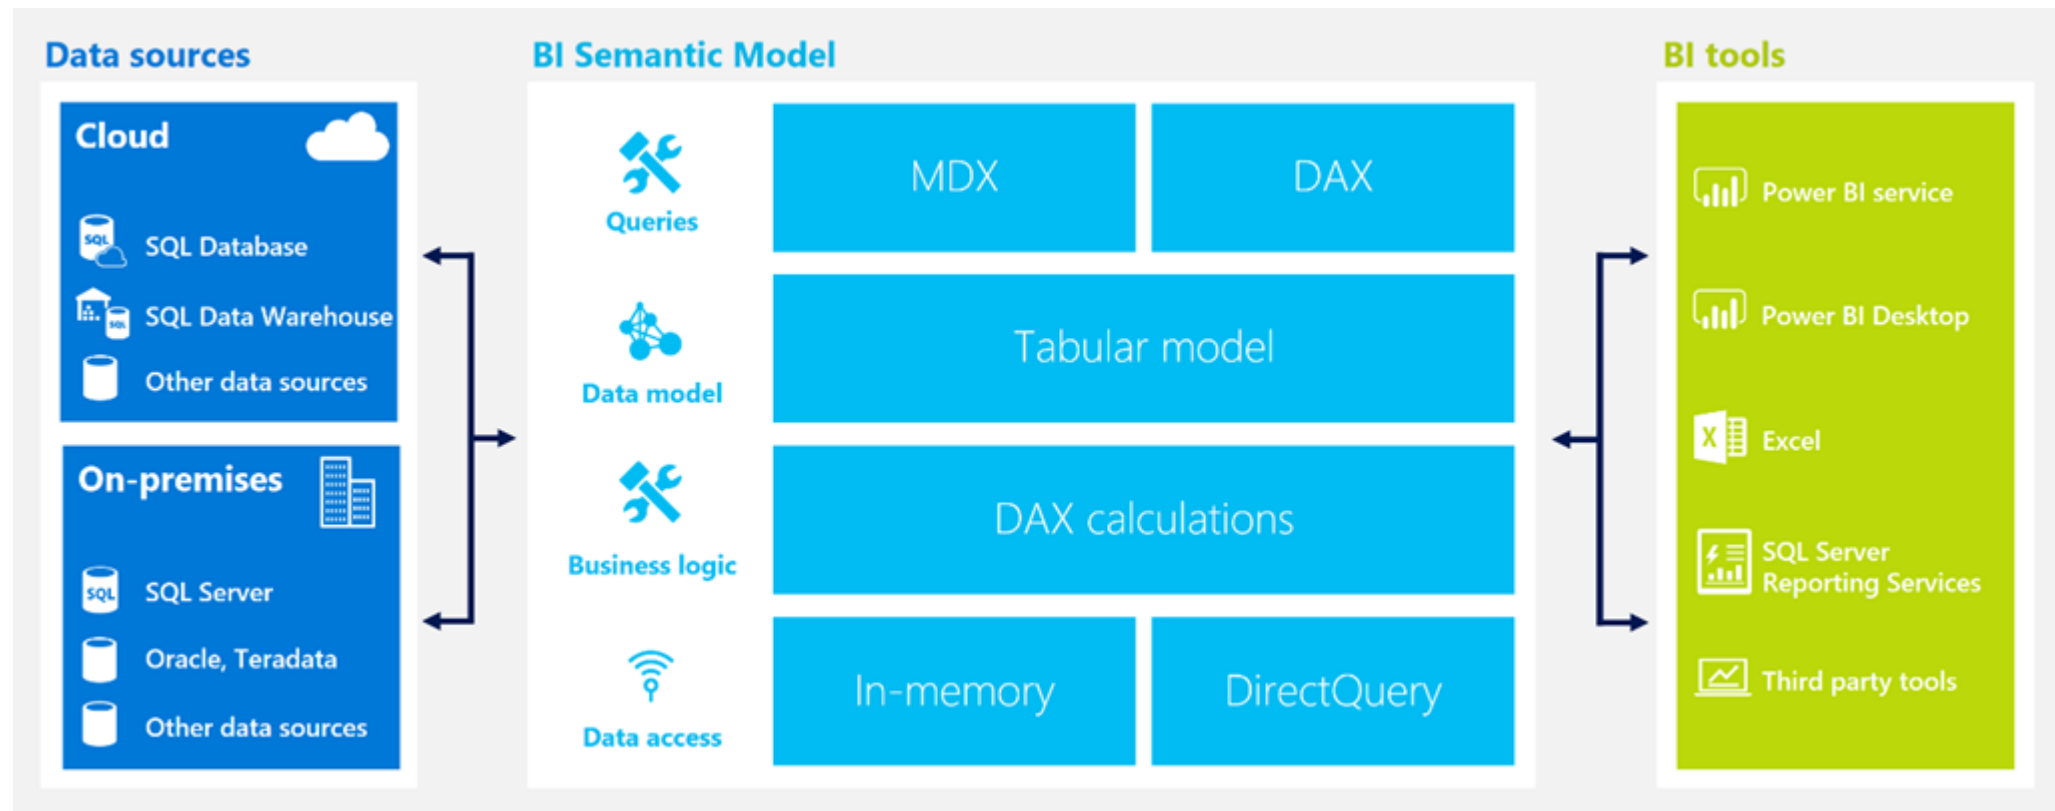 Data sources
Cloud
SQL
SQL Database
SQL
SQL Data Warehouse
Other data sources
On-premises
SQL
SQL Server
Oracle, Teradata
Other data sources
BI Semantic Model
Queries
MDX
DAX
Data model
Tabular model
Business logic
DAX calculations
Data access
In-memory
DirectQuery
BI tools
Power BI service
Power BI Desktop
X
Excel
SQL Server
Reporting Services
Third party tools